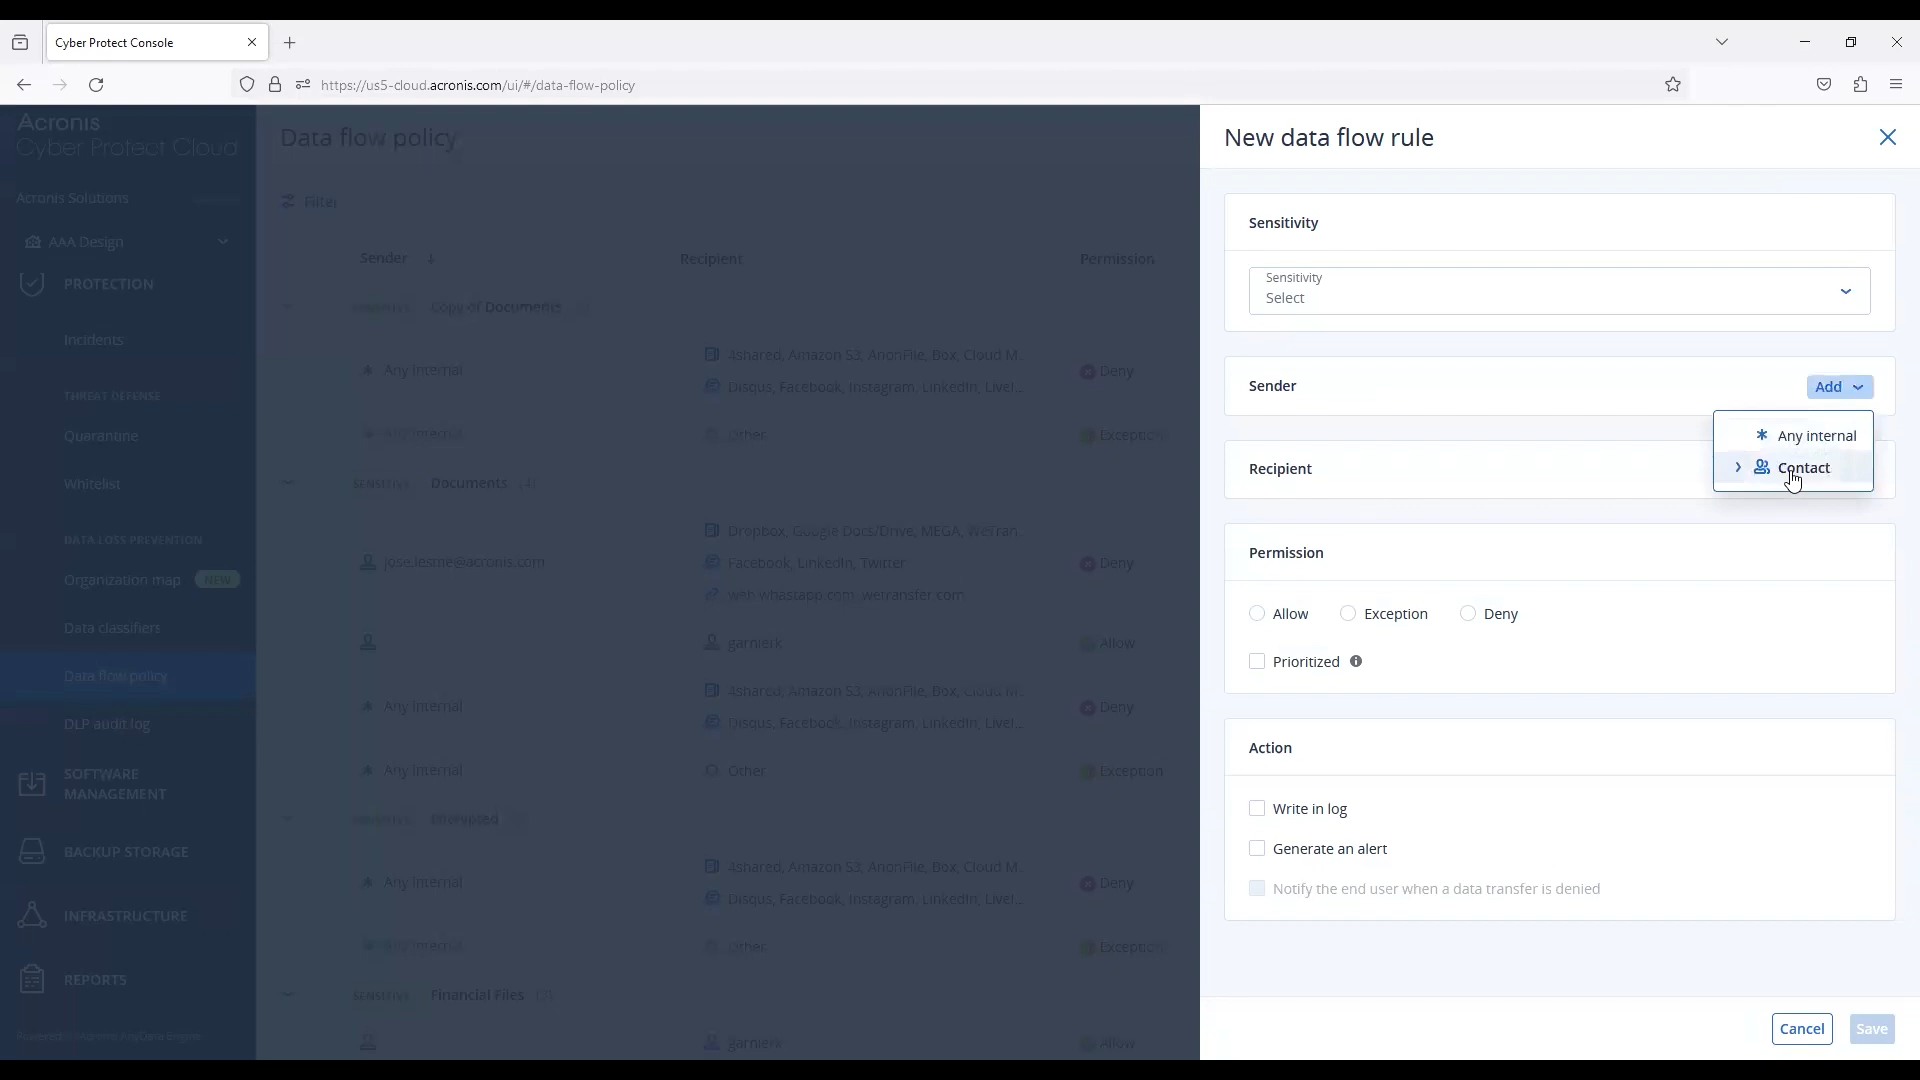 Cyber Protect Console
https://us5-cloud.acronis.com/ui/#/data-flow-policy
Acronis
Cyber Protect Cloud
Acronis Solutions
AAA Design
PROTECTION
Incidents
THREAT DEFENSE
Quarantine
Whitelist
DATA LOSS PREVENTION
Organization map NEW
Data classifiers
Data flow policy
DLP audit log
SOFTWARE
MANAGEMENT
BACKUP STORAGE
INFRASTRUCTURE
REPORTS
Powered by Acronis AnyData Engine
Data flow policy
Filter
Sender Recipient Permission
SENSITIVE Copy of Documents
Any Internal 4shared, Amazon S3, AnonFile, Box, Cloud M... Deny
Disqus, Facebook, Instagram, LinkedIn, LiveJ...
Any Internal Other Exception
SENSITIVE Documents (4)
jose.lesme@acronis.com Dropbox, Google Docs/Drive, MEGA, WeTran... Deny
Facebook, LinkedIn, Twitter
web.whastapp.com, wetransfer.com
garnierk Allow
Any Internal 4shared, Amazon S3, AnonFile, Box, Cloud M... Deny
Disqus, Facebook, Instagram, LinkedIn, LiveJ...
Any Internal Other Exception
SENSITIVE Encrypted
Any Internal 4shared, Amazon S3, AnonFile, Box, Cloud M... Deny
Disqus, Facebook, Instagram, LinkedIn, LiveJ...
Any Internal Other Exception
SENSITIVE Financial Files
garnierk Allow
New data flow rule
Sensitivity
Sensitivity
Select
Sender Add
Any internal
Contact
Recipient
Permission
Allow Exception Deny
Prioritized
Action
Write in log
Generate an alert
Notify the end user when a data transfer is denied
Cancel Save